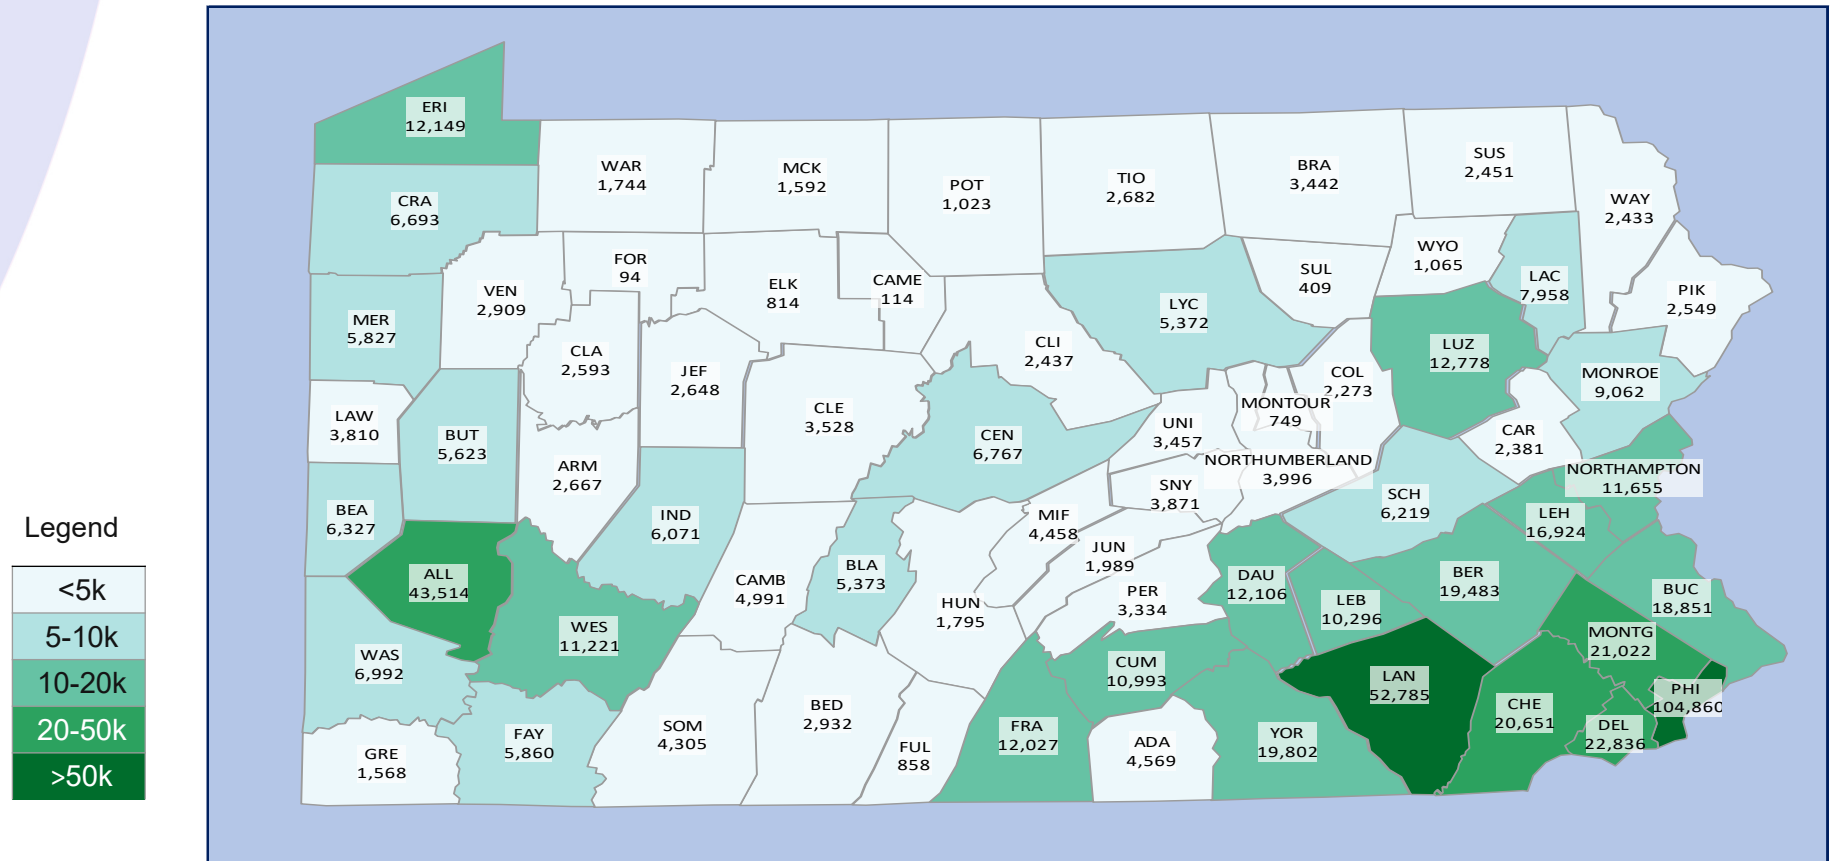 ERI
12,149
WAR
1,744
MCK
1,592
POT
1,023
TIO
2,682
BRA
3,442
SUS
2,451
WAY
2,433
CRA
6,693
FOR
94
ELK
814
CAME
114
SUL
409
WYO
1,065
LAC
7,958
PIK
2,549
VEN
2,909
MER
5,827
CLA
2,593
JEF
2,648
LYC
5,372
CLI
2,437
LUZ
12,778
MONROE
9,062
LAW
3,810
BUT
5,623
CLE
3,528
CEN
6,767
UNI
3,457
MONTOUR
749
COL
2,273
CAR
2,381
ARM
2,667
NORTHUMBERLAND
3,996
NORTHAMPTON
11,655
BEA
6,327
IND
6,071
MIF
4,458
SNY
3,871
SCH
6,219
LEH
16,924
ALL
43,514
CAMB
4,991
BLA
5,373
HUN
1,795
JUN
1,989
PER
3,334
DAU
12,106
LEB
10,296
BER
19,483
BUC
18,851
WAS
6,992
WES
11,221
CUM
10,993
LAN
52,785
MONTG
21,022
PHI
104,860
GRE
1,568
FAY
5,860
SOM
4,305
BED
2,932
FUL
858
FRA
12,027
ADA
4,569
YOR
19,802
CHE
20,651
DEL
22,836
Legend
<5k
5-10k
10-20k
20-50k
>50k